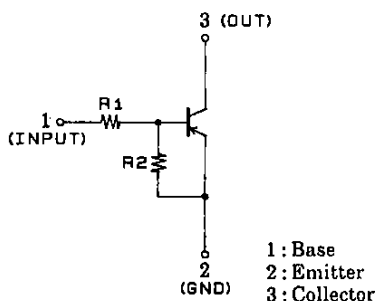 3 (OUT)
R1
1
(INPUT)
R2
2
(GND)
1 : Base
2 : Emitter
3 : Collector